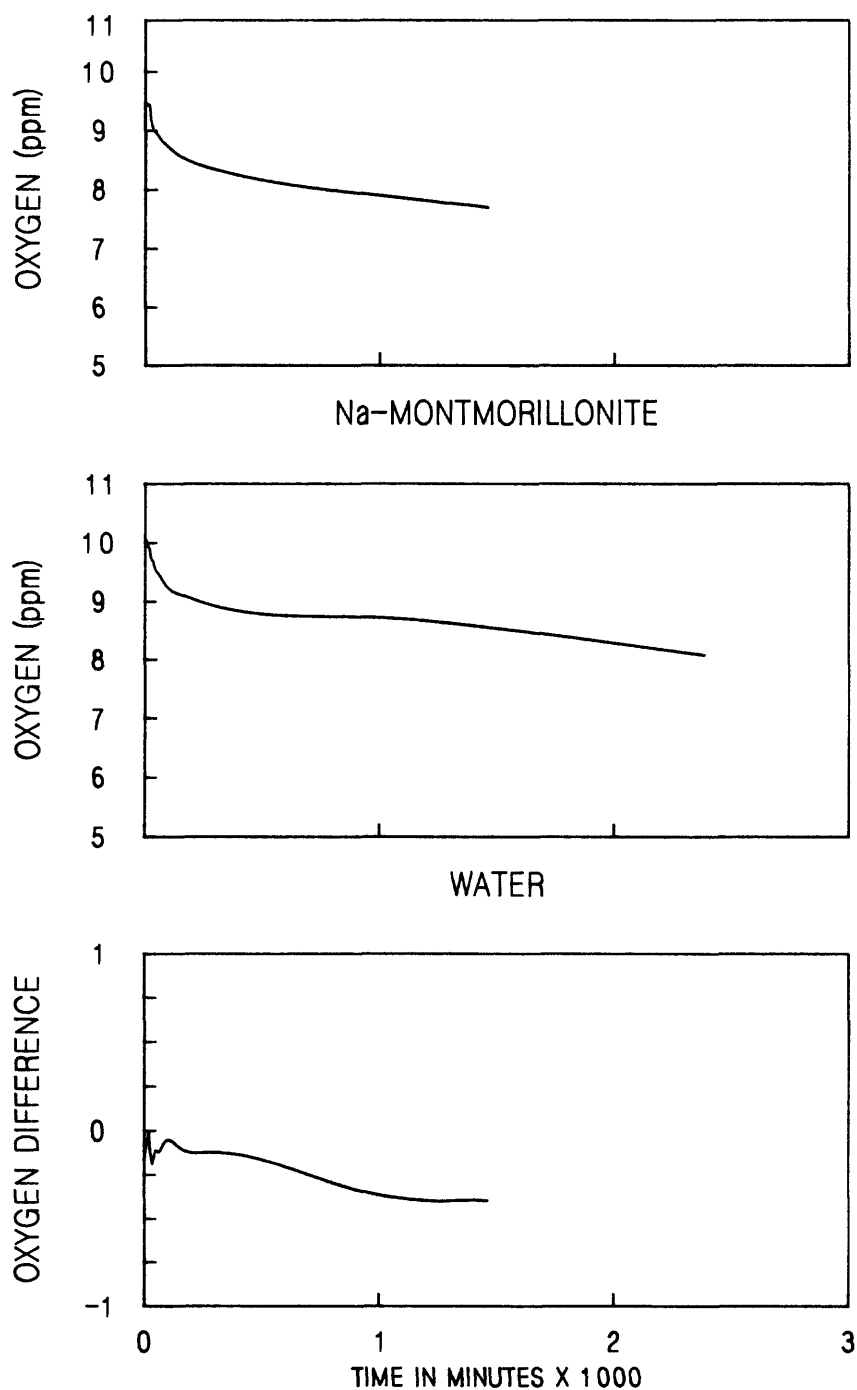 OXYGEN (ppm)
11
10
9
8
7
6
5
Na-MONTMORILLONITE
OXYGEN (ppm)
11
10
9
8
7
6
5
WATER
OXYGEN DIFFERENCE
1
0
-1
0 1 2 3
TIME IN MINUTES X 1000